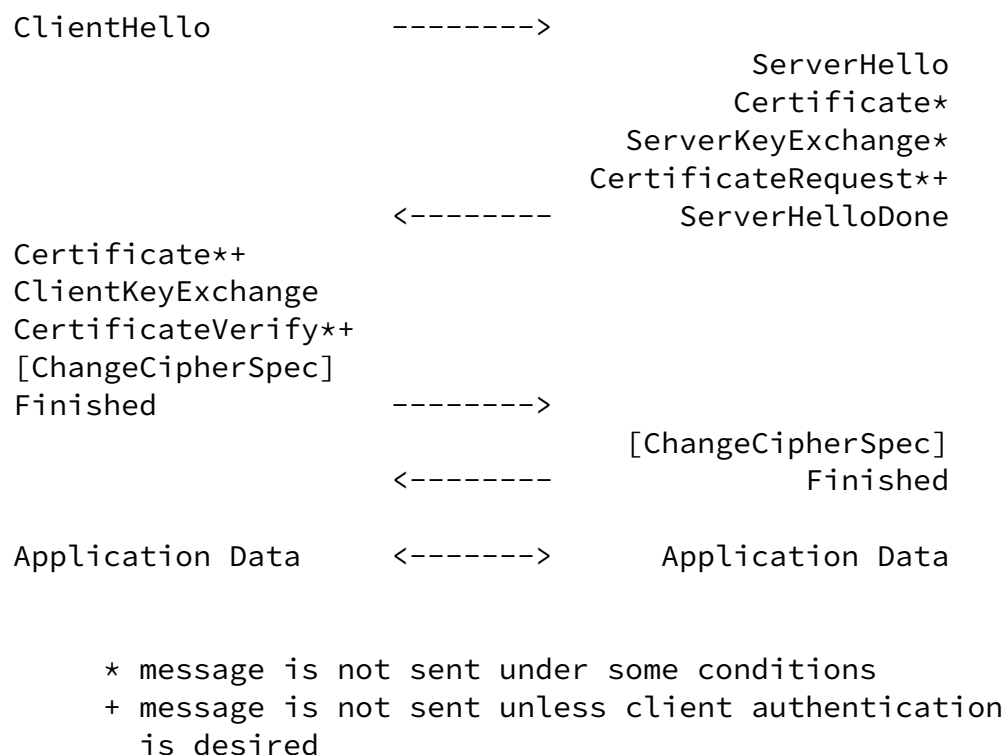 ClientHello -------->
ServerHello
Certificate*
ServerKeyExchange*
CertificateRequest*+
<-------- ServerHelloDone
Certificate*+
ClientKeyExchange
CertificateVerify*+
[ChangeCipherSpec]
Finished -------->
[ChangeCipherSpec]
<-------- Finished
Application Data <-------> Application Data
* message is not sent under some conditions
+ message is not sent unless client authentication
is desired